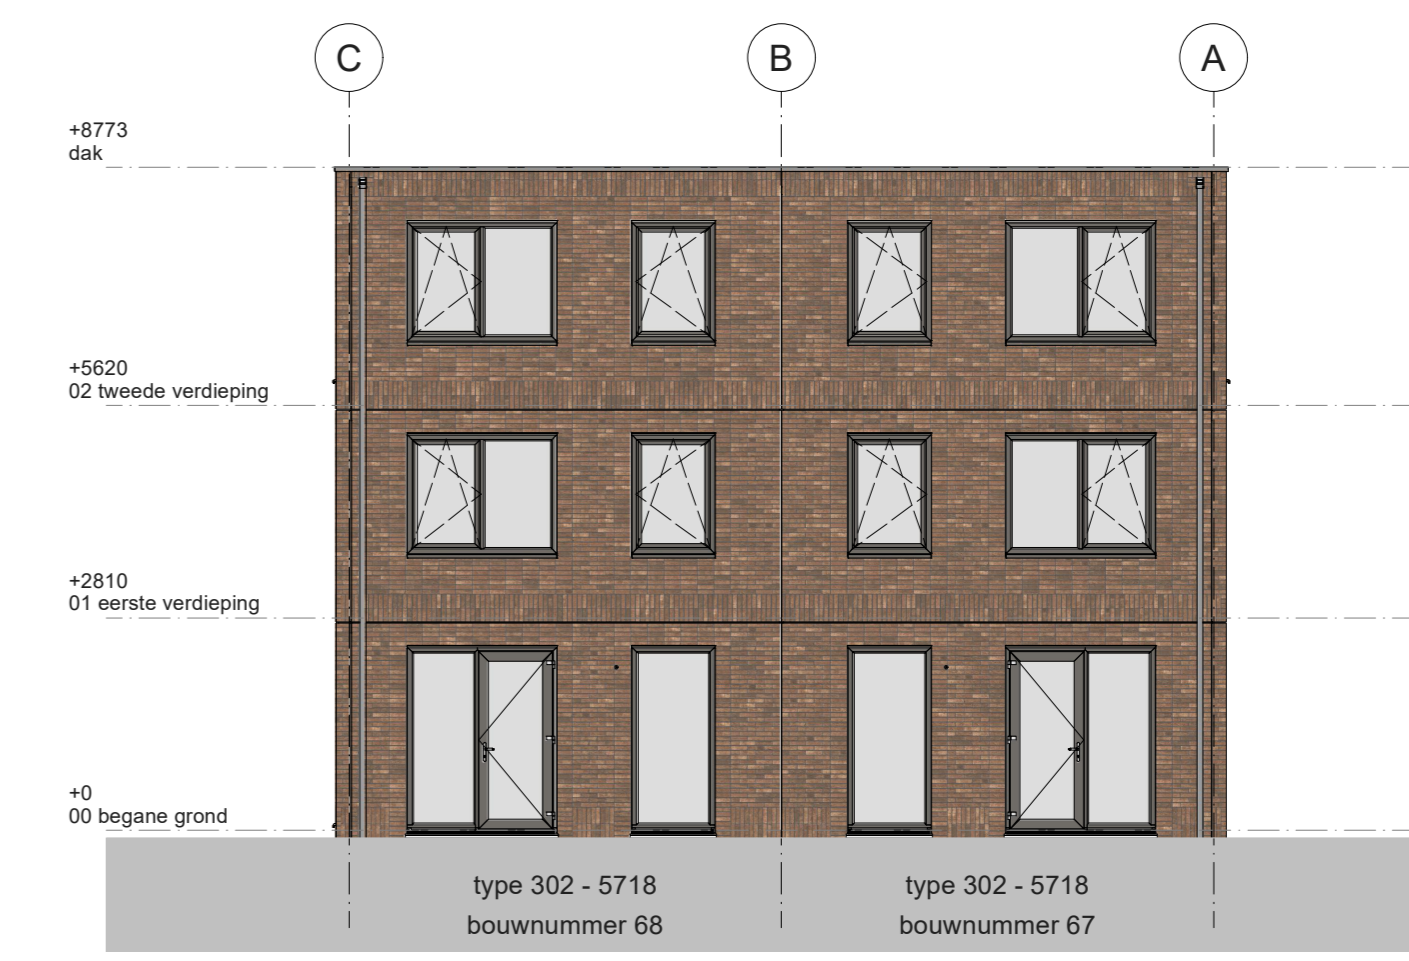 C
B
A
+8773
dak
+5620
02 tweede verdieping
+2810
01 eerste verdieping
+0
00 begane grond
type 302 - 5718
bouwnummer 68
type 302 - 5718
bouwnummer 67